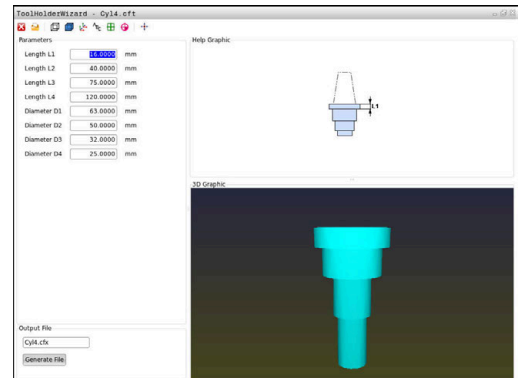 ToolHolderWizard - Cyl4.cft
Parameters
Length L1 16.0000 mm
Length L2 40.0000 mm
Length L3 75.0000 mm
Length L4 120.0000 mm
Diameter D1 63.0000 mm
Diameter D2 50.0000 mm
Diameter D3 32.0000 mm
Diameter D4 25.0000 mm
Output File
Cyl4.cfx
Generate File
Help Graphic
L1
3D Graphic